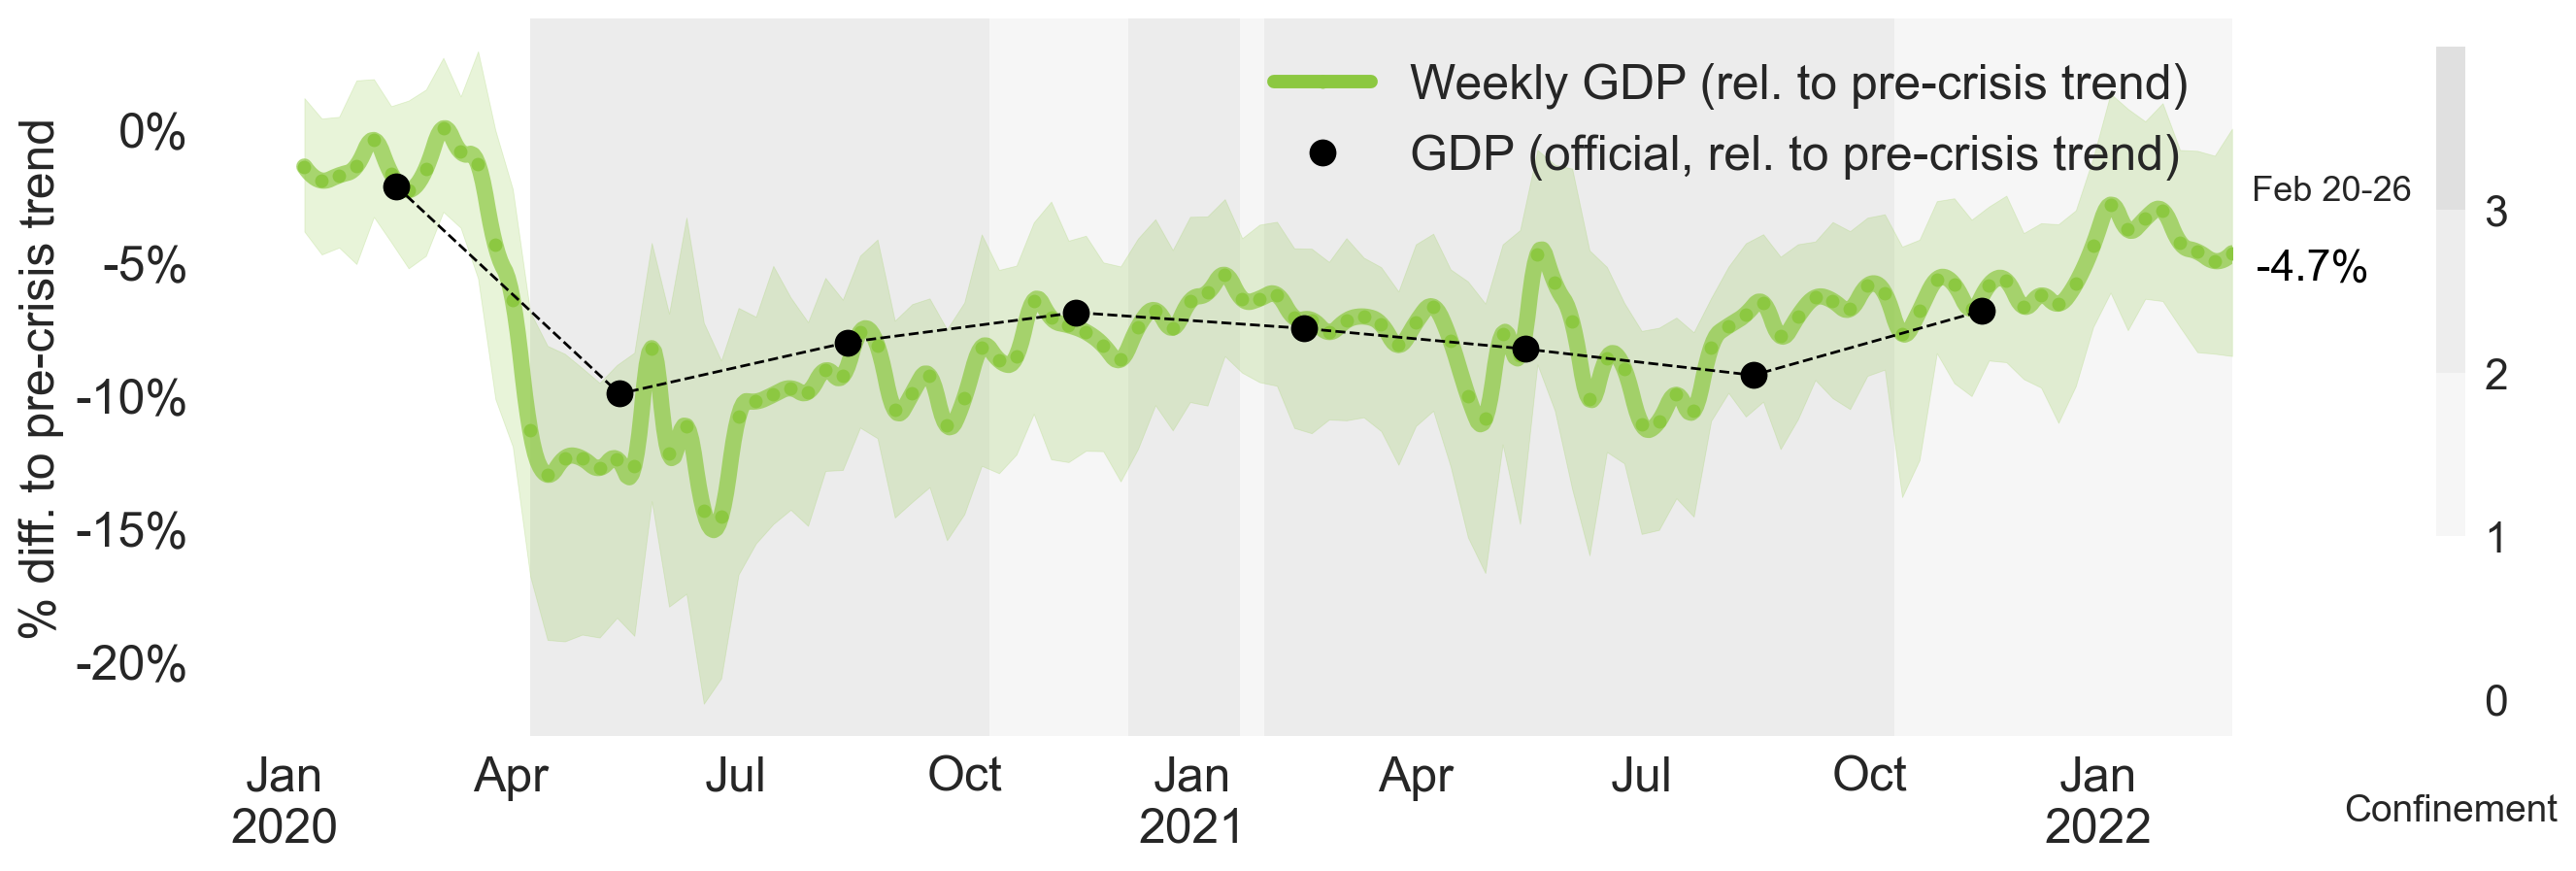 % diff. to pre-crisis trend
0%
-5%
-10%
-15%
-20%
Weekly GDP (rel. to pre-crisis trend)
GDP (official, rel. to pre-crisis trend)
Feb 20-26
-4.7%
3
2
1
0
Jan Apr Jul Oct Jan Apr Jul Oct Jan
2020 2021 2022
Confinement